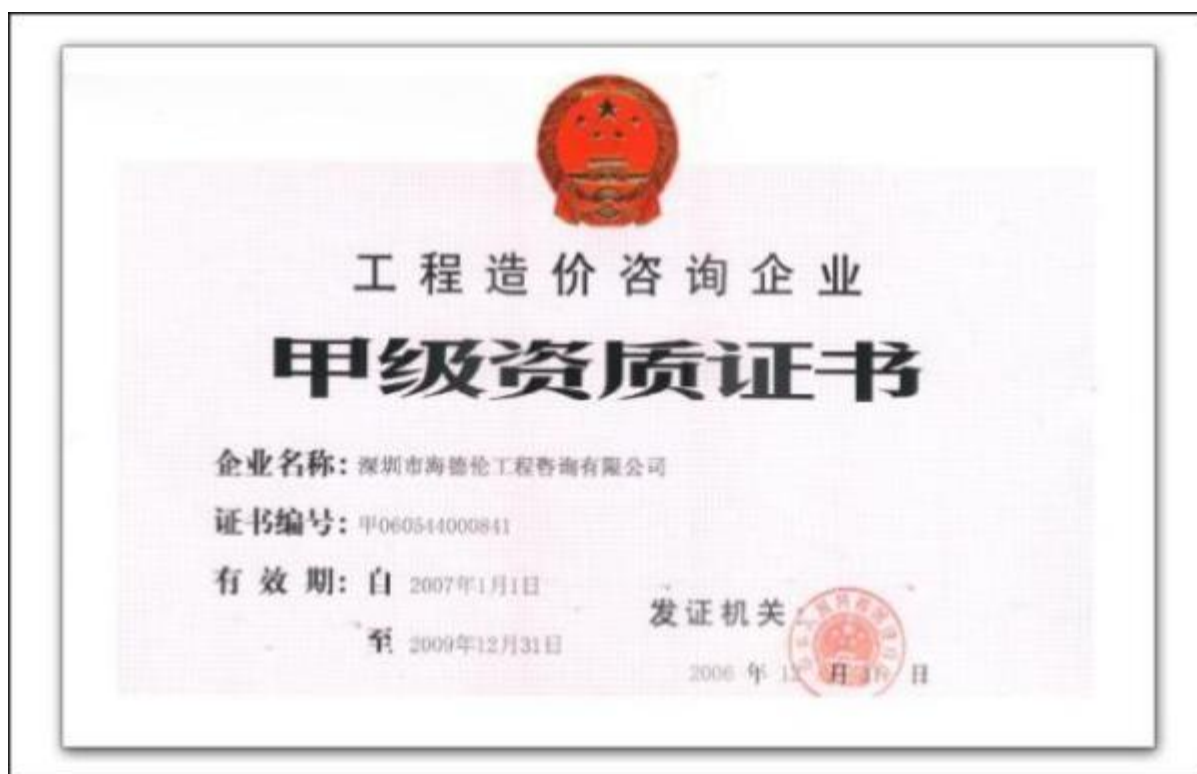 工程造价咨询企业
甲级资质证书
企业名称：深圳市海德伦工程咨询有限公司
证书编号：甲060544000841
有效期：自 2007年1月1日
至 2009年12月31日
发证机关
2006 年 12 月 日